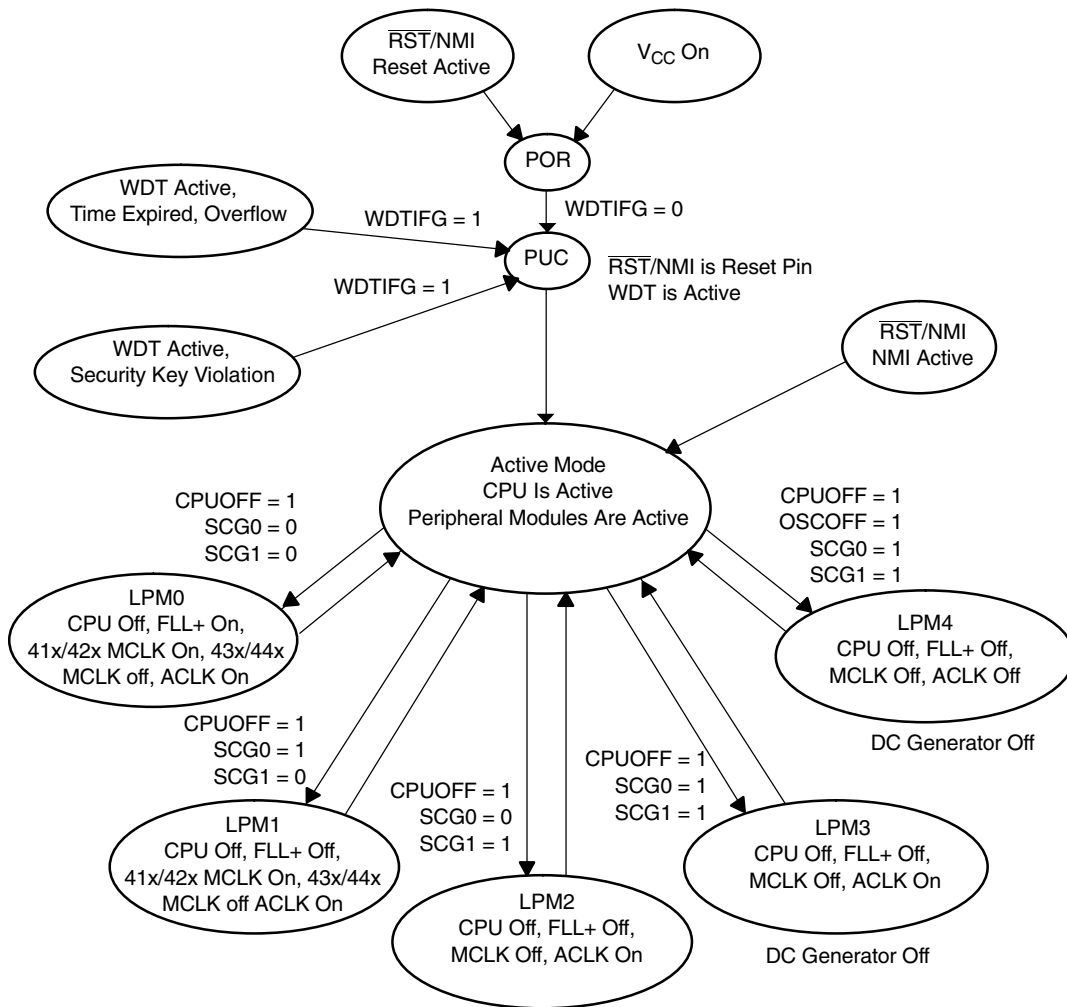 RST/NMI
Reset Active
VCC On
POR
WDTIFG = 0
WDT Active,
Time Expired, Overflow
WDTIFG = 1
PUC
RST/NMI is Reset Pin
WDT is Active
WDTIFG = 1
WDT Active,
Security Key Violation
RST/NMI
NMI Active
Active Mode
CPU Is Active
Peripheral Modules Are Active
CPUOFF = 1
SCG0 = 0
SCG1 = 0
CPUOFF = 1
OSCOFF = 1
SCG0 = 1
SCG1 = 1
LPM0
CPU Off, FLL+ On,
41x/42x MCLK On, 43x/44x
MCLK off, ACLK On
LPM4
CPU Off, FLL+ Off,
MCLK Off, ACLK Off
DC Generator Off
CPUOFF = 1
SCG0 = 1
SCG1 = 0
CPUOFF = 1
SCG0 = 0
SCG1 = 1
CPUOFF = 1
SCG0 = 1
SCG1 = 1
LPM1
CPU Off, FLL+ Off,
41x/42x MCLK On, 43x/44x
MCLK off ACLK On
LPM2
CPU Off, FLL+ Off,
MCLK Off, ACLK On
LPM3
CPU Off, FLL+ Off,
MCLK Off, ACLK On
DC Generator Off